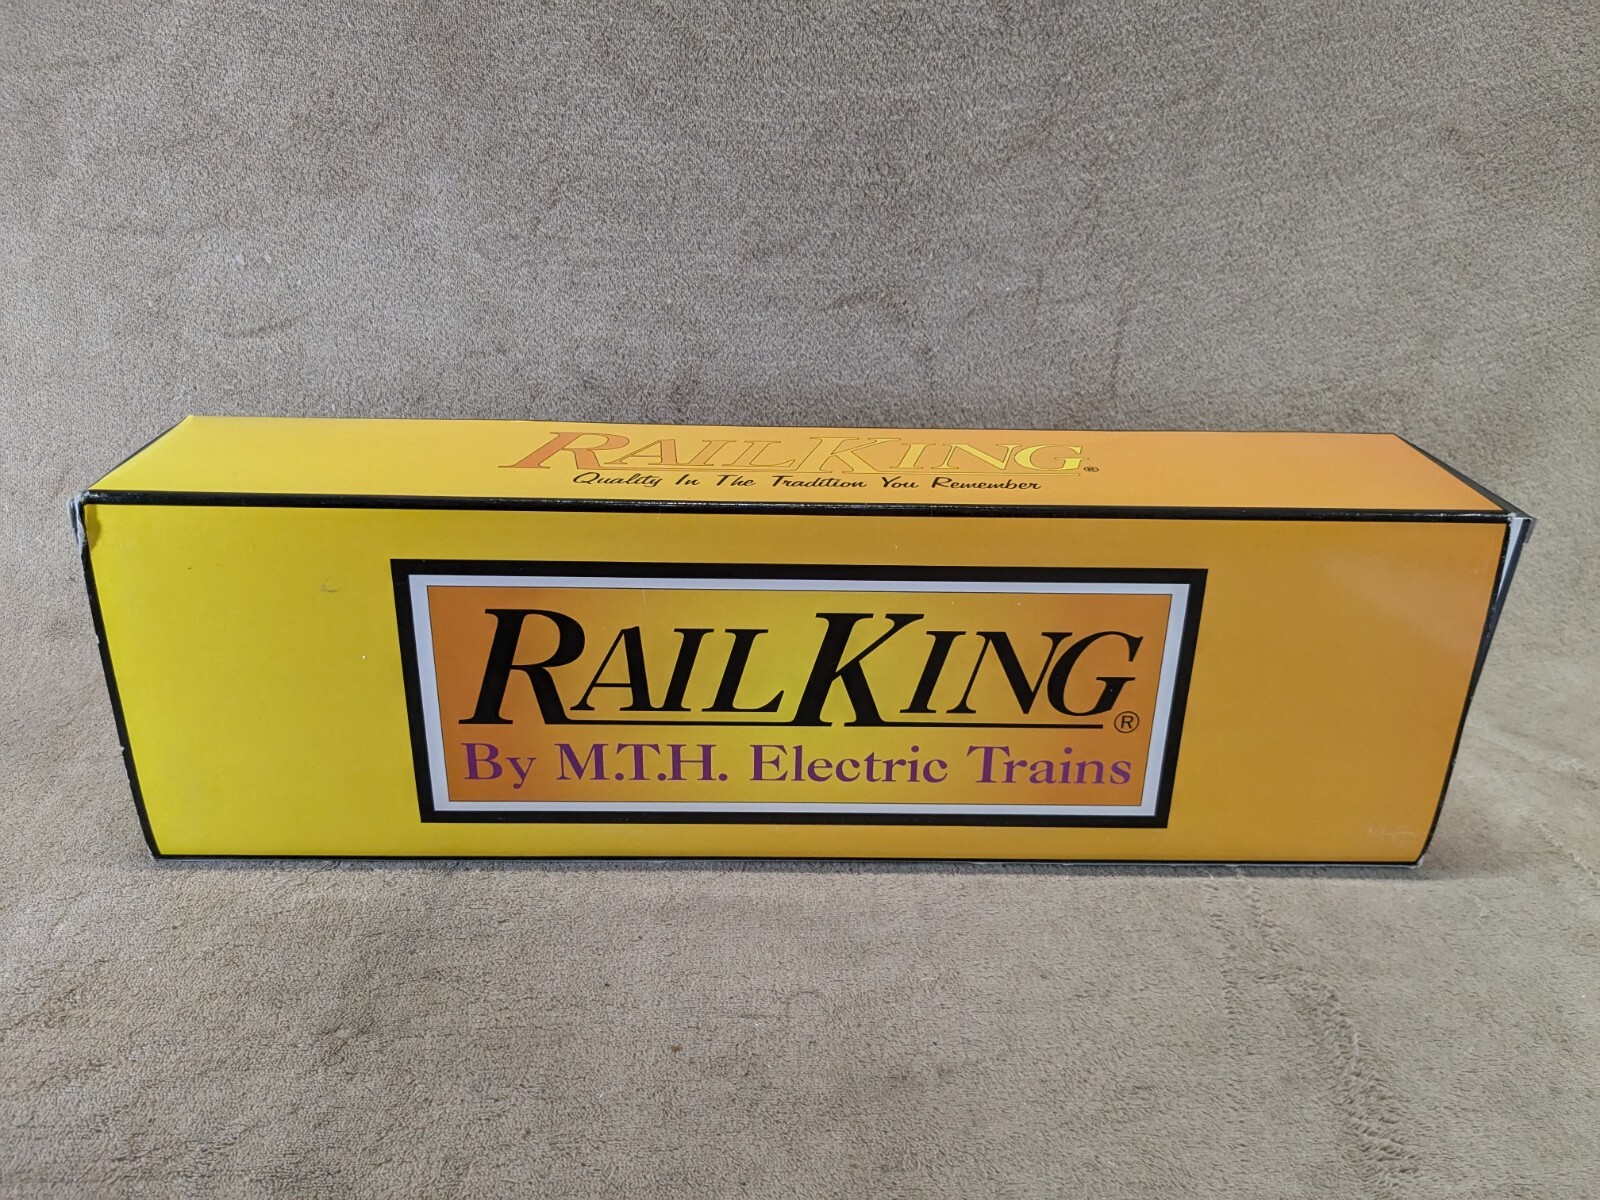 RAILKING®
Quality In The Tradition You Remember
RAILKING®
By M.T.H. Electric Trains